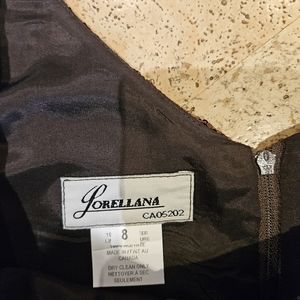 Lorellana
CA05202
8
MADE IN / FAIT AU
CANADA
DRY CLEAN ONLY
NETTOYER A SEC
SEULEMENT